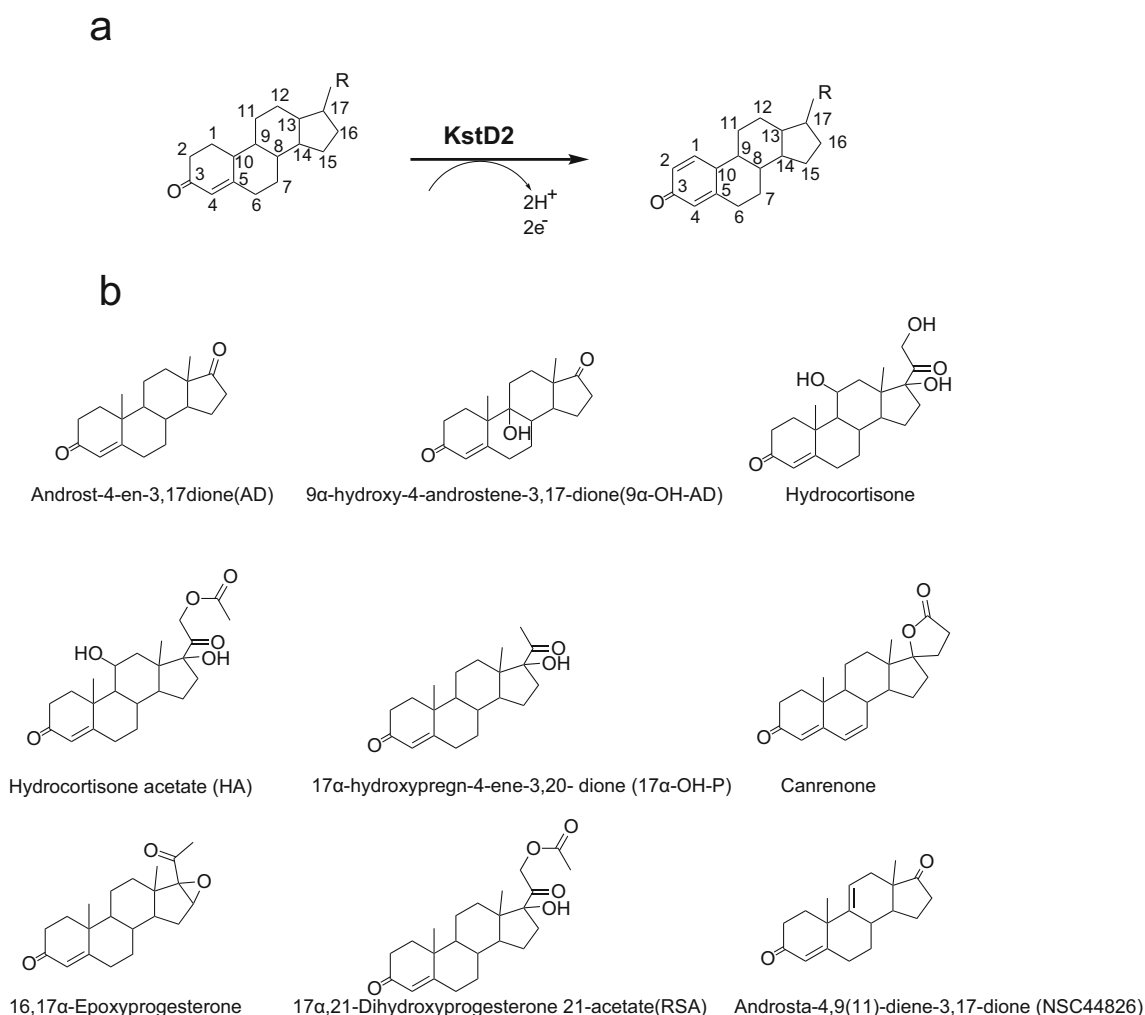 a
R
12
11
17
13
16
1
9
2
8
14
10
15
3
5
7
O
4
6
KstD2
2H+
2e-
R
12
11
17
13
16
1
9
2
8
14
10
15
3
5
7
O
4
6
b
O
O
Androst-4-en-3,17dione(AD)
O
OH
O
9α-hydroxy-4-androstene-3,17-dione(9α-OH-AD)
OH
O
HO
OH
O
Hydrocortisone
O
O
O
HO
OH
O
Hydrocortisone acetate (HA)
O
OH
O
17α-hydroxypregn-4-ene-3,20- dione (17α-OH-P)
O
O
O
Canrenone
O
O
O
16,17α-Epoxyprogesterone
O
O
O
OH
O
17α,21-Dihydroxyprogesterone 21-acetate(RSA)
O
O
Androsta-4,9(11)-diene-3,17-dione (NSC44826)